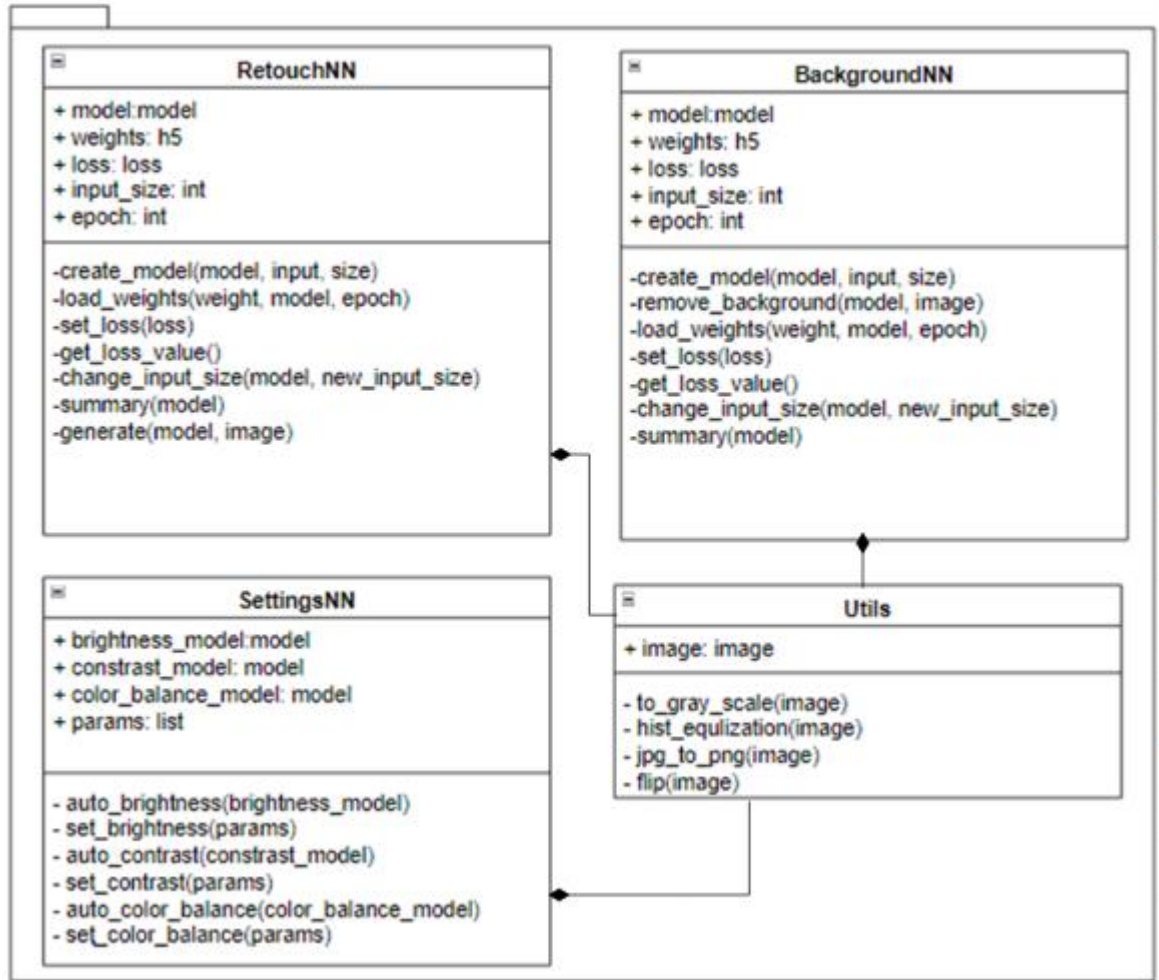 RetouchNN
+ model:model
+ weights: h5
+ loss: loss
+ input_size: int
+ epoch: int
-create_model(model, input, size)
-load_weights(weight, model, epoch)
-set_loss(loss)
-get_loss_value()
-change_input_size(model, new_input_size)
-summary(model)
-generate(model, image)
BackgroundNN
+ model:model
+ weights: h5
+ loss: loss
+ input_size: int
+ epoch: int
-create_model(model, input, size)
-remove_background(model, image)
-load_weights(weight, model, epoch)
-set_loss(loss)
-get_loss_value()
-change_input_size(model, new_input_size)
-summary(model)
SettingsNN
+ brightness_model:model
+ constrast_model: model
+ color_balance_model: model
+ params: list
- auto_brightness(brightness_model)
- set_brightness(params)
- auto_contrast(constrast_model)
- set_contrast(params)
- auto_color_balance(color_balance_model)
- set_color_balance(params)
Utils
+ image: image
- to_gray_scale(image)
- hist_equlization(image)
- jpg_to_png(image)
- flip(image)